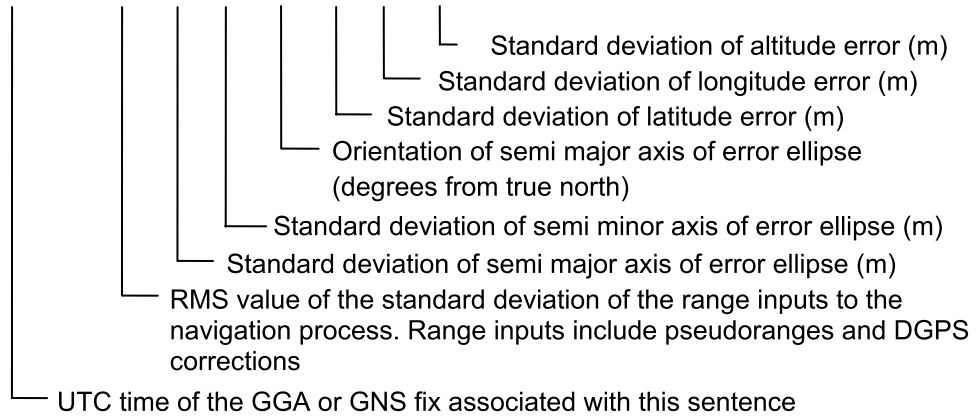 Standard deviation of altitude error (m)
Standard deviation of longitude error (m)
Standard deviation of latitude error (m)
Orientation of semi major axis of error ellipse
(degrees from true north)
Standard deviation of semi minor axis of error ellipse (m)
Standard deviation of semi major axis of error ellipse (m)
RMS value of the standard deviation of the range inputs to the
navigation process. Range inputs include pseudoranges and DGPS
corrections
UTC time of the GGA or GNS fix associated with this sentence